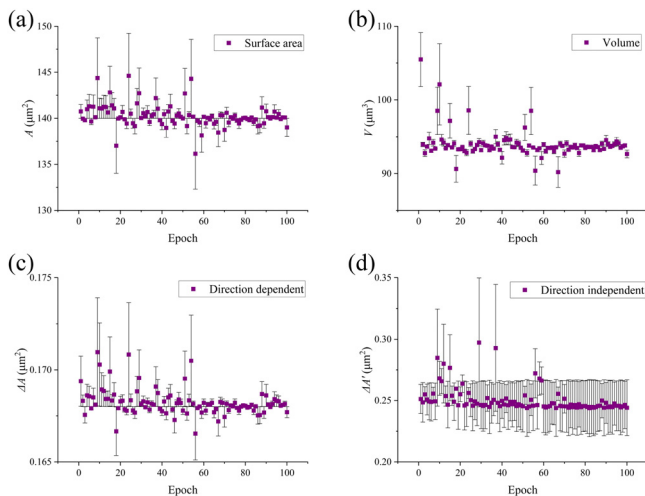 (a)
Surface area
150
145
140
135
130
A (μm²)
0 20 40 60 80 100
Epoch
(b)
Volume
110
100
90
V (μm³)
0 20 40 60 80 100
Epoch
(c)
Direction dependent
0.175
0.170
0.165
ΔA (μm²)
0 20 40 60 80 100
Epoch
(d)
Direction independent
0.35
0.30
0.25
0.20
ΔA' (μm²)
0 20 40 60 80 100
Epoch